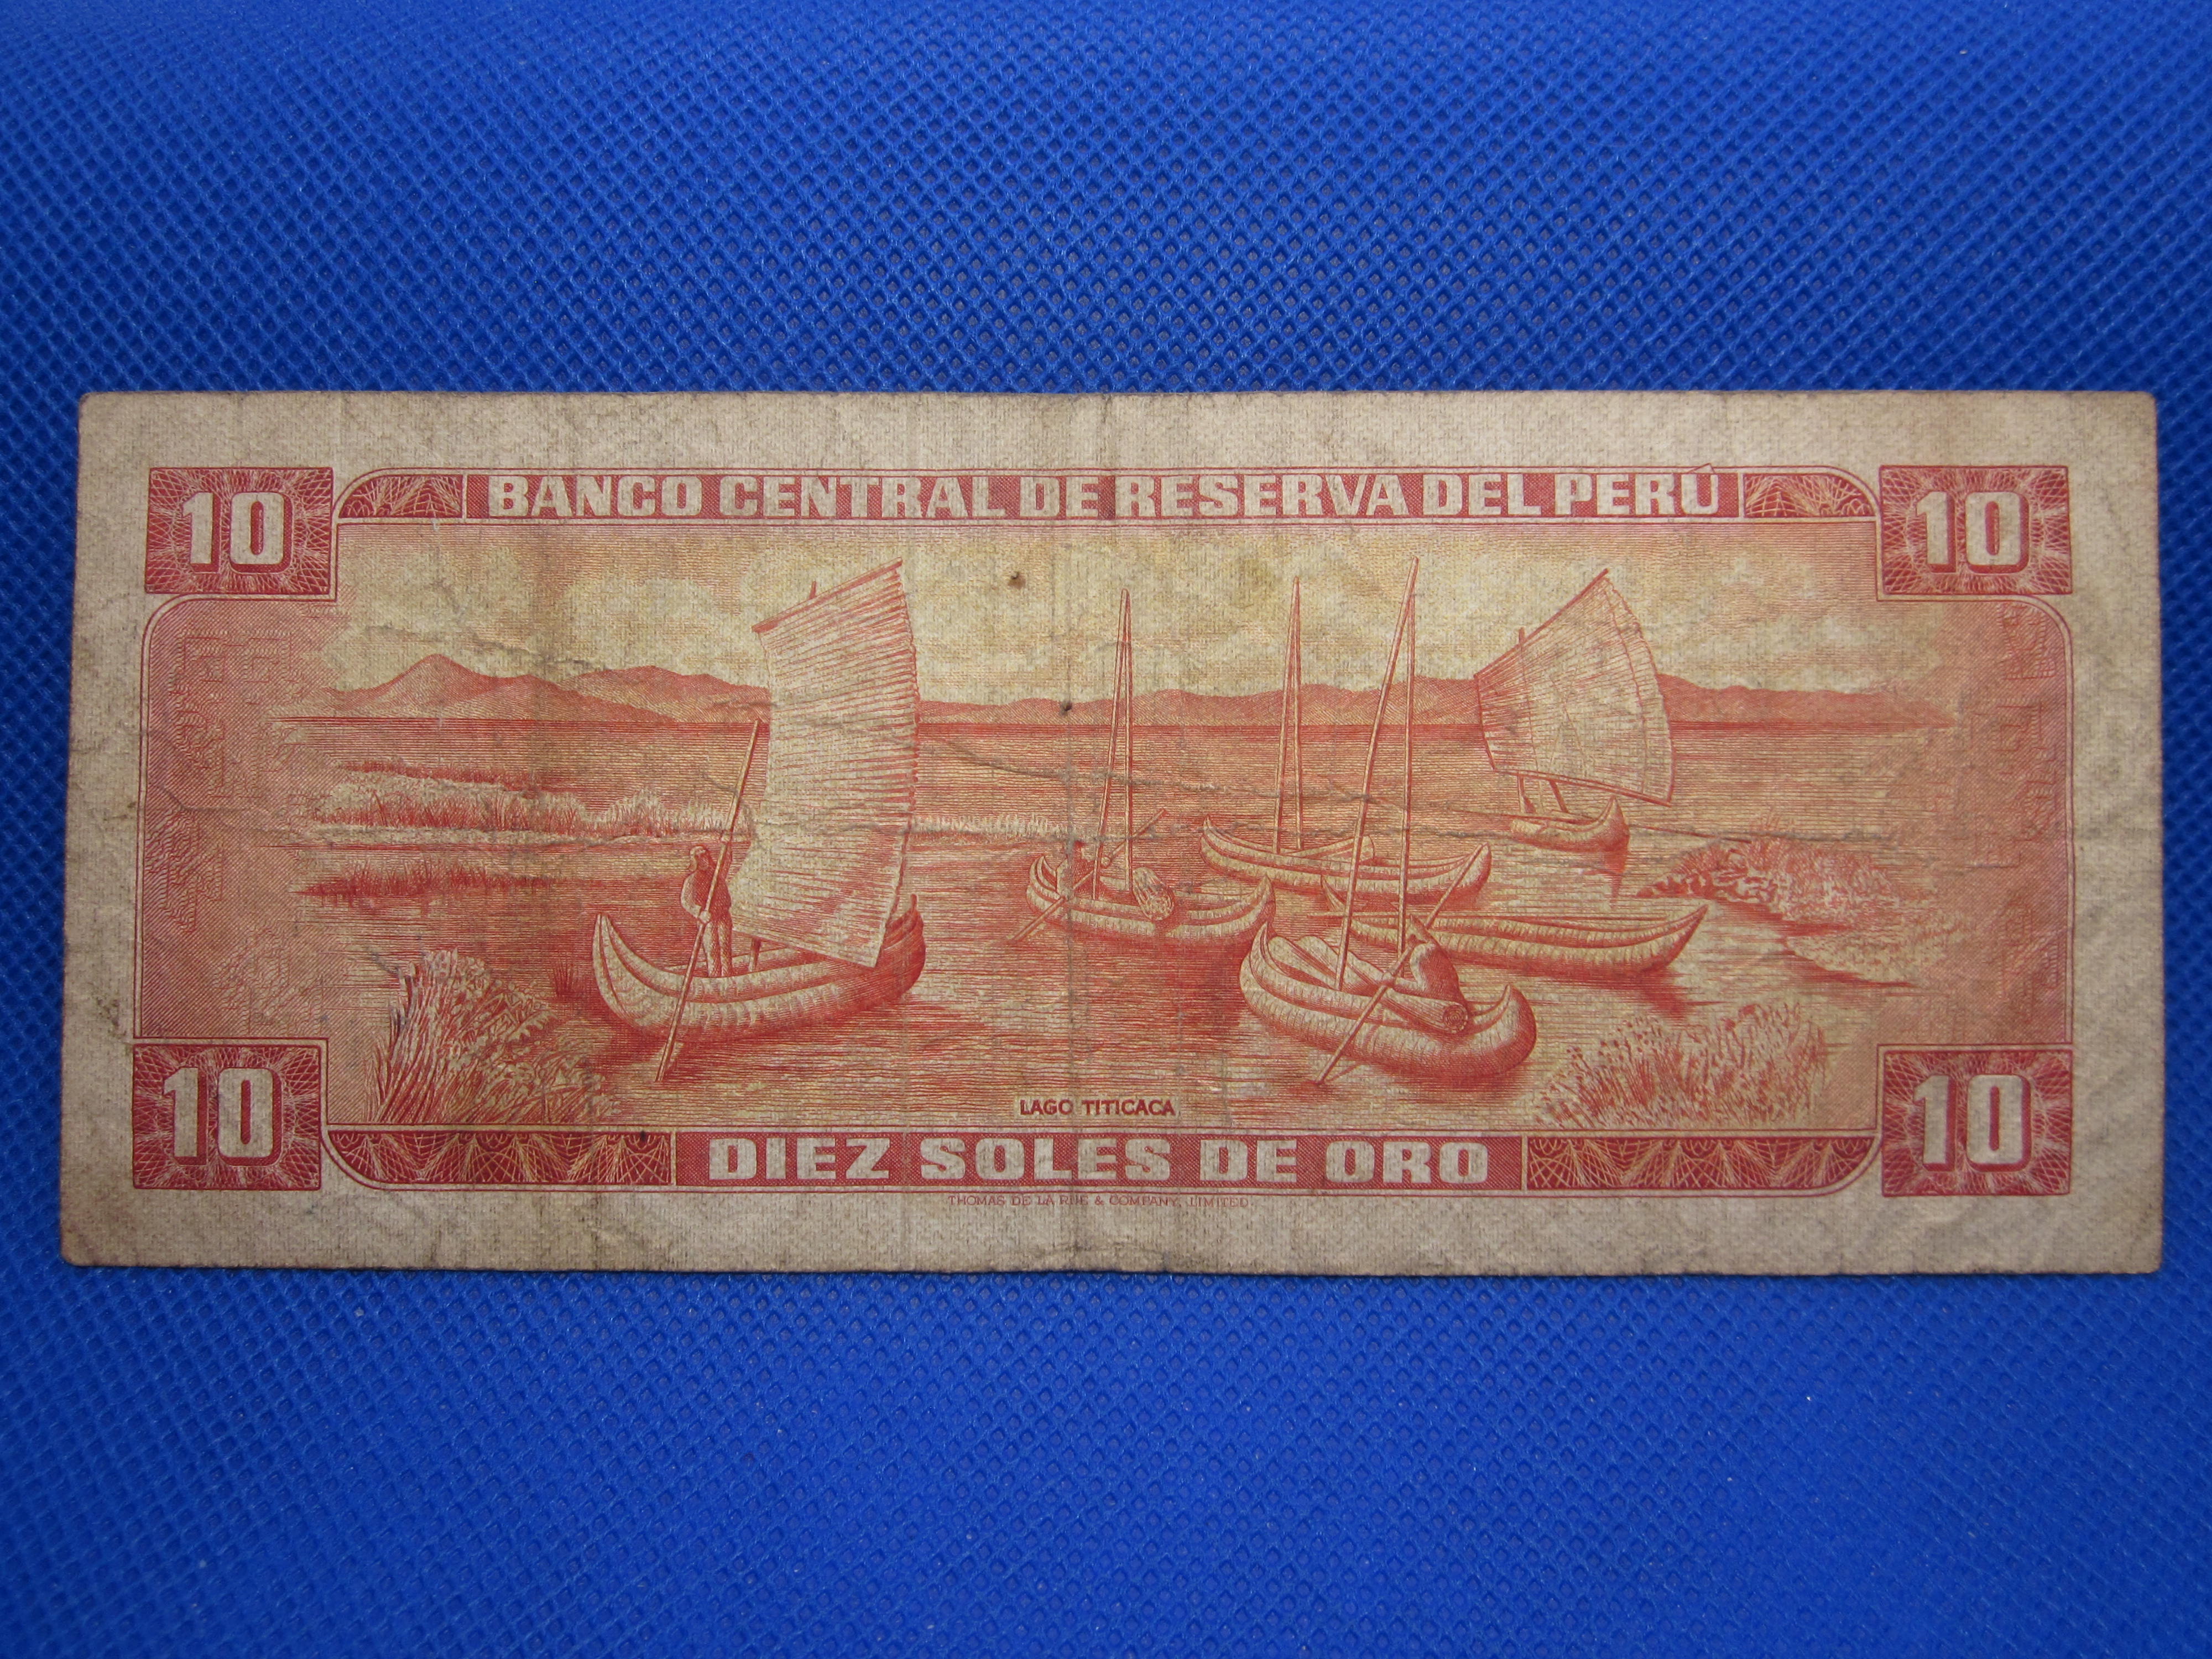 10 BANCO CENTRAL DE RESERVA DEL PERÚ 10
LAGO TITICACA
10 DIEZ SOLES DE ORO 10
THOMAS DE LA RUE & COMPANY, LIMITED